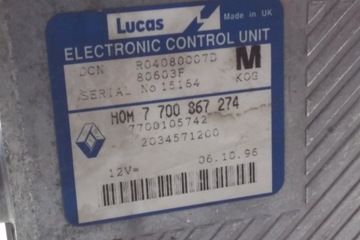 Lucas Made in UK
ELECTRONIC CONTROL UNIT
DCN R04080007D M
80603F KOG
SERIAL No 15164
HOM 7 700 867 274
7700105742
2034571200
12V= 06.10.96